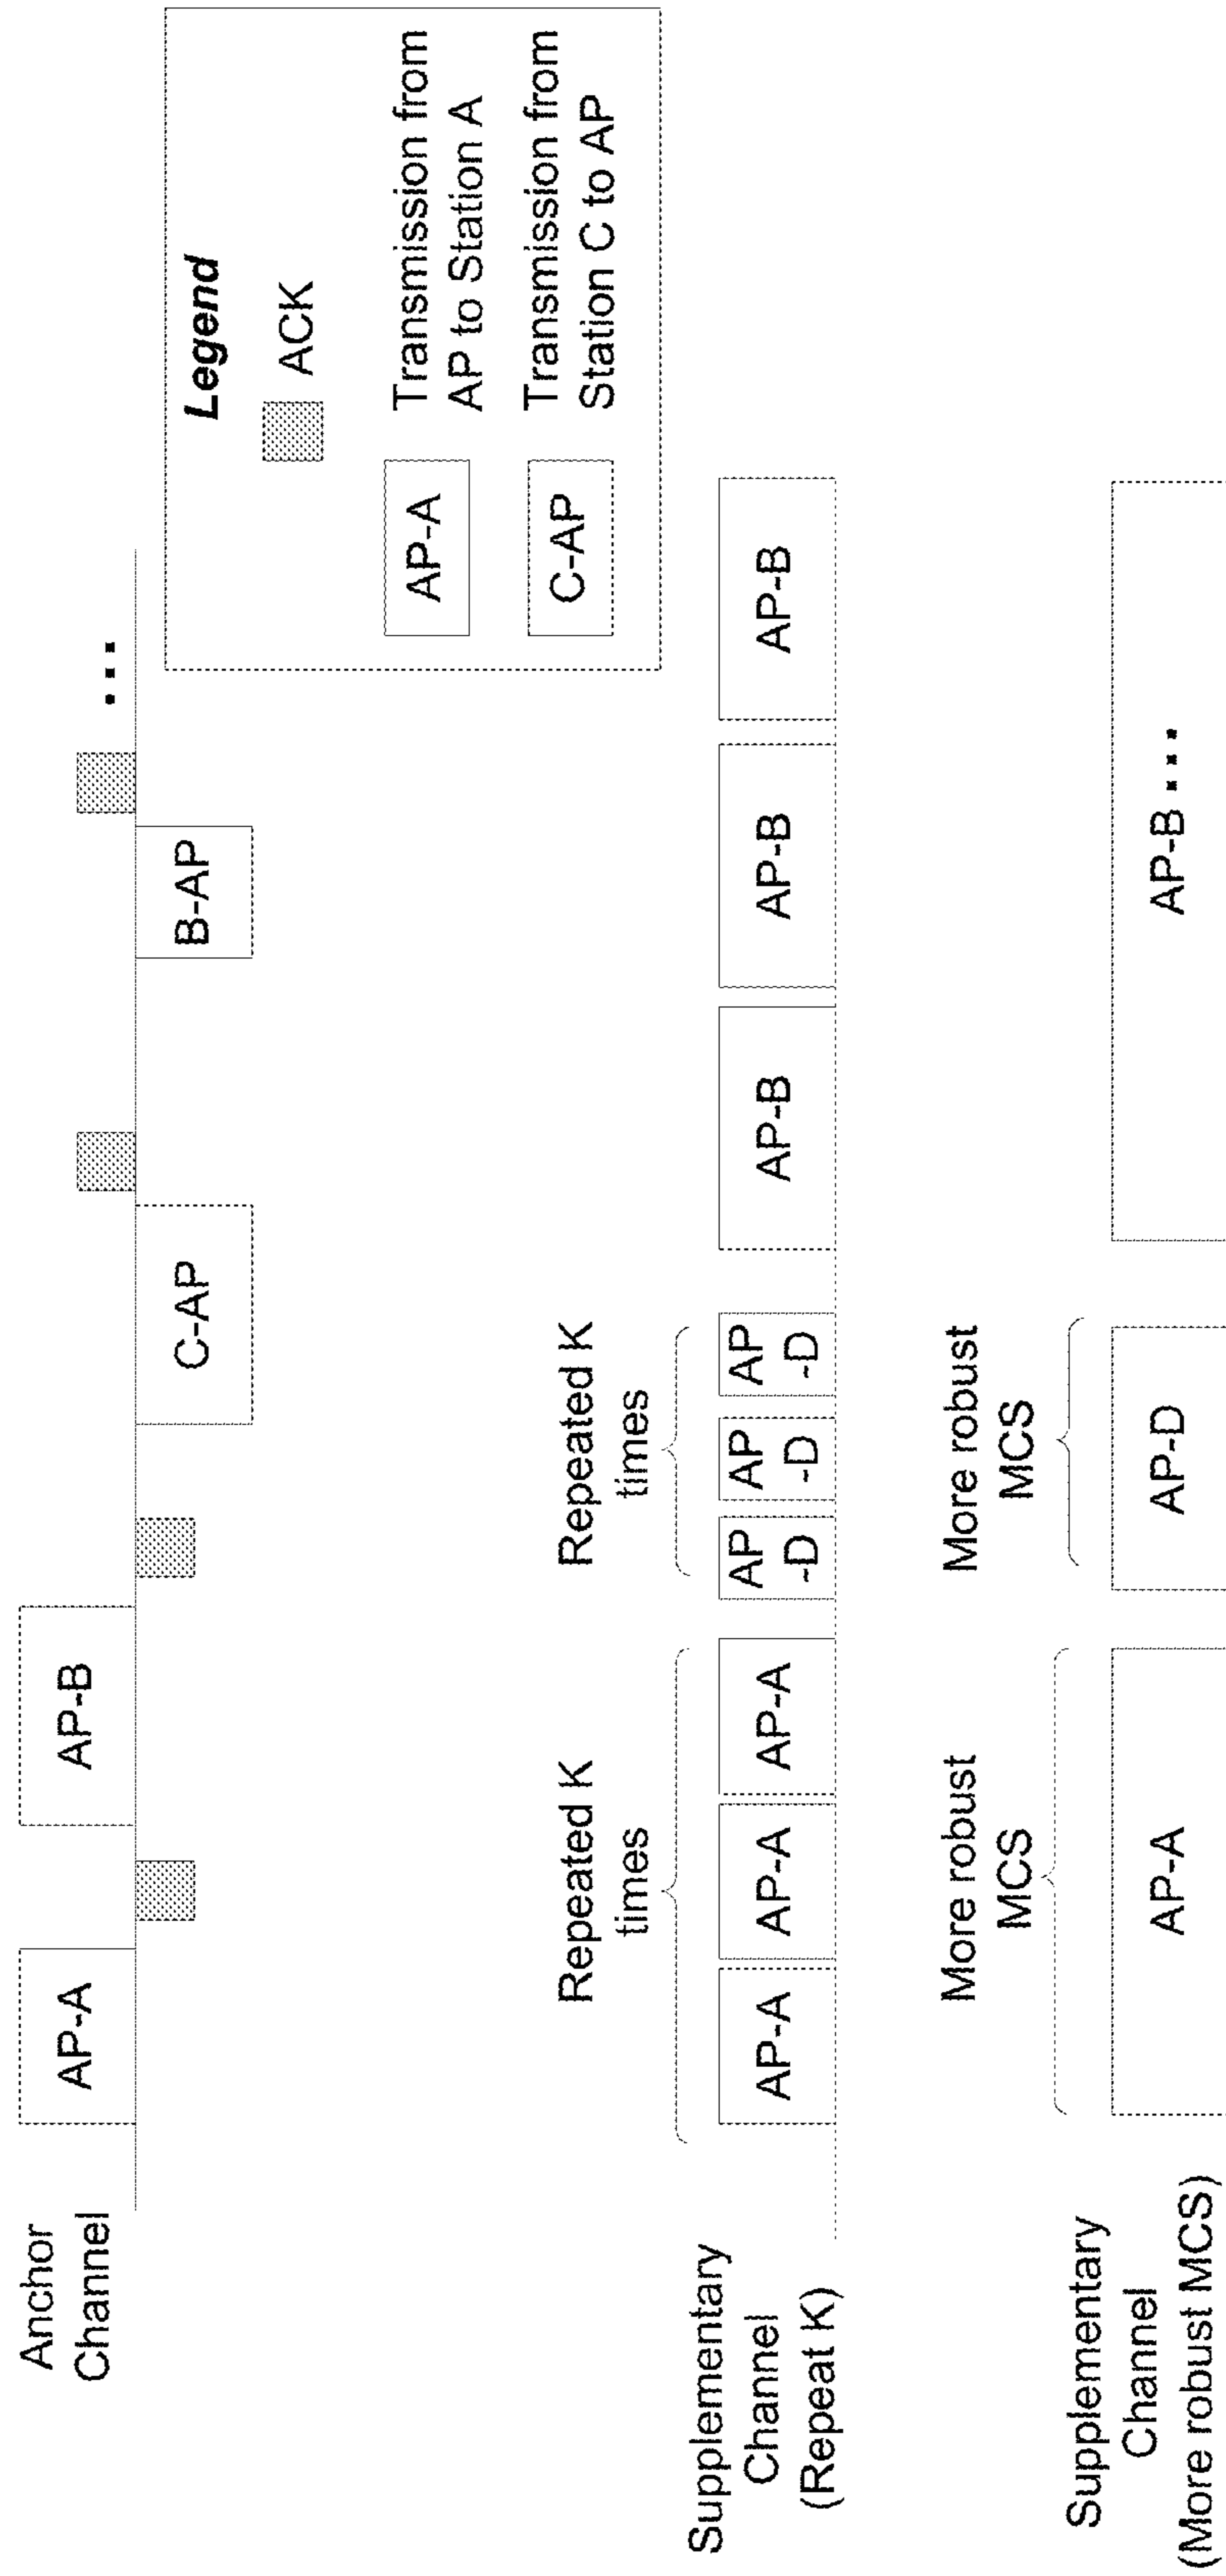 Anchor
Channel
AP-A
AP-B
C-AP
B-AP
...
Legend
ACK
AP-A
Transmission from
AP to Station A
C-AP
Transmission from
Station C to AP
Supplementary
Channel
(Repeat K)
Repeated K
times
Repeated K
times
AP-A
AP-A
AP-A
AP
-D
AP
-D
AP
-D
AP-B
AP-B
AP-B
Supplementary
Channel
(More robust MCS)
More robust
MCS
More robust
MCS
AP-A
AP-D
AP-B ...